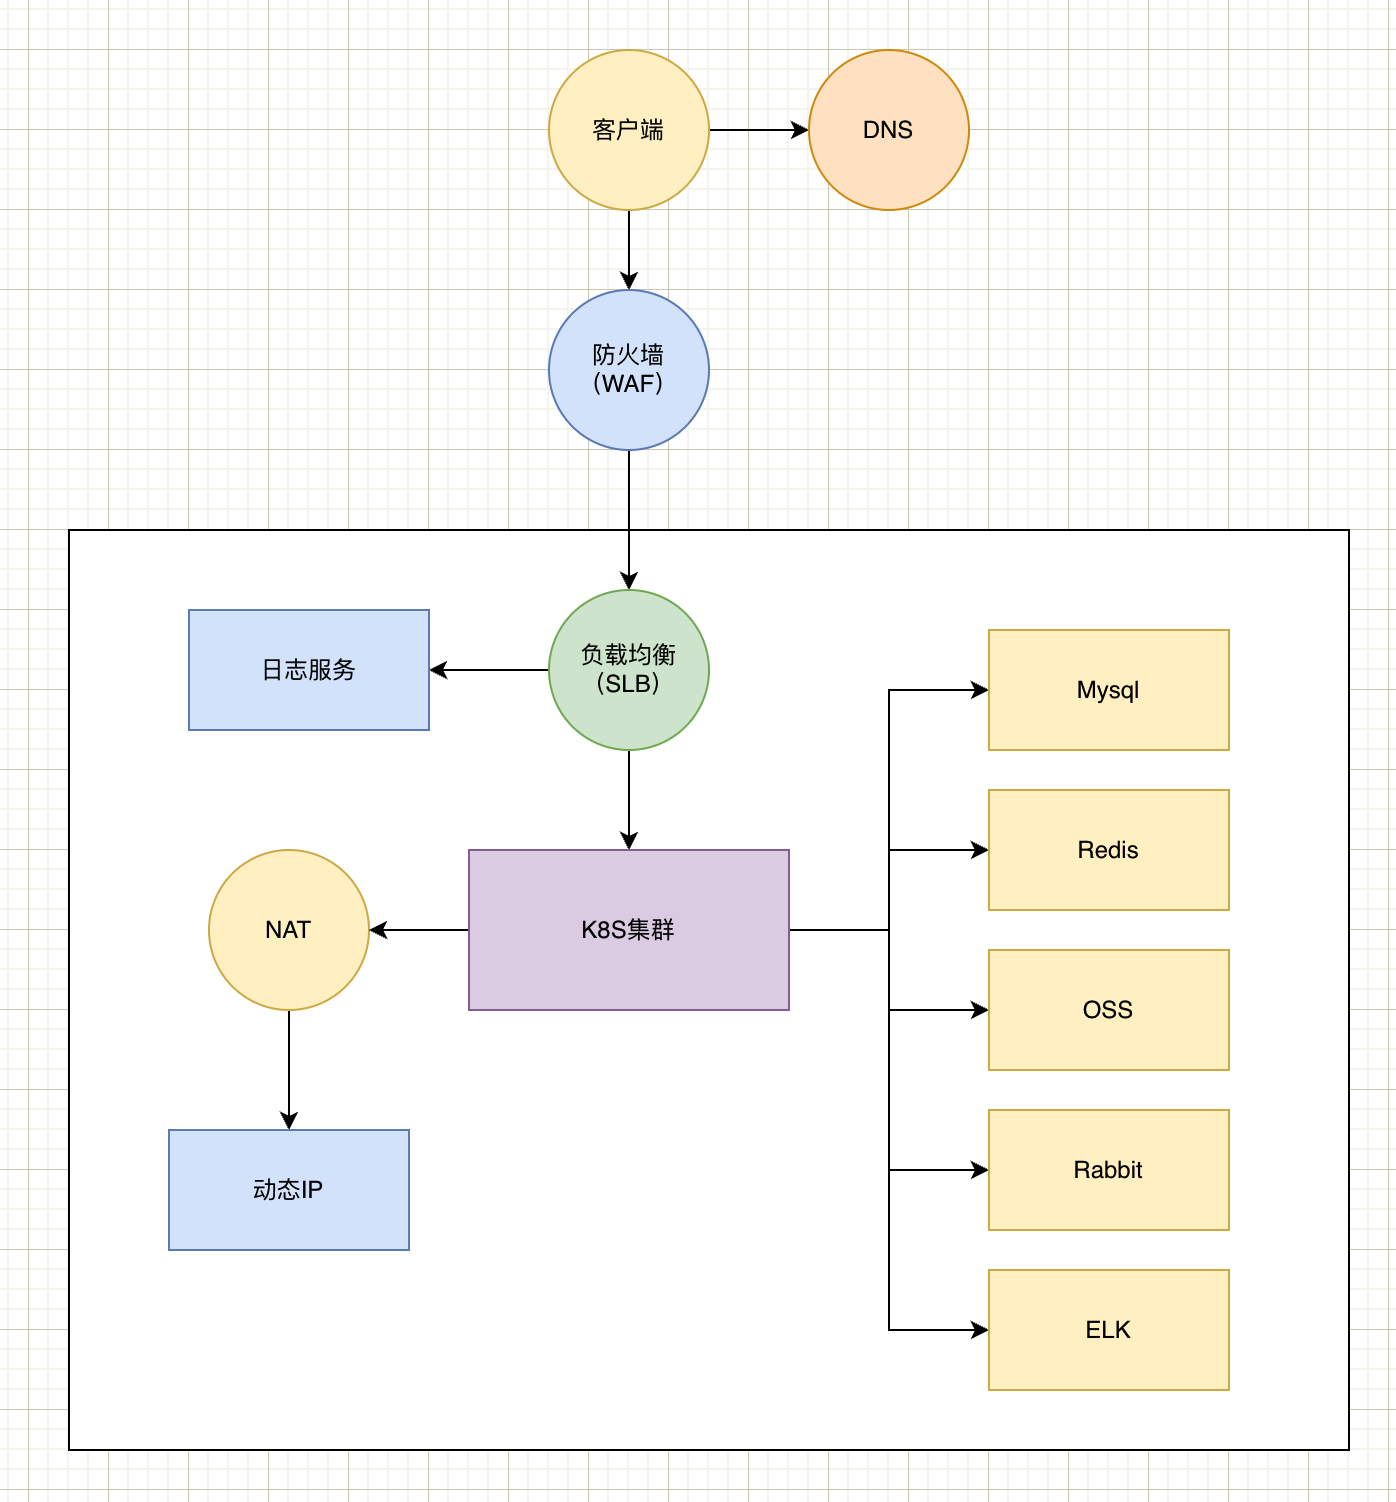 客户端
DNS
防火墙
（WAF）
负载均衡
（SLB）
日志服务
Mysql
Redis
NAT
K8S集群
OSS
Rabbit
动态IP
ELK